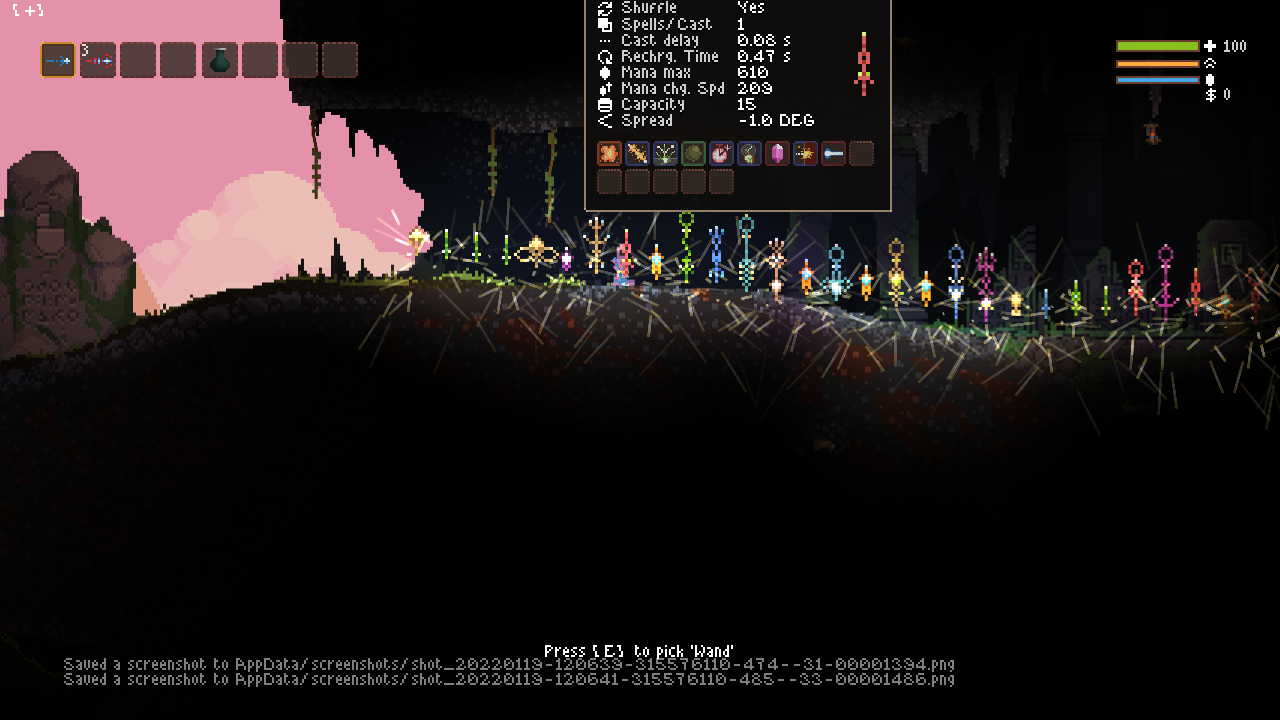 [+]
3
Shuffle Yes
Spells/Cast 1
Cast delay 0.08 s
Rechrg. Time 0.47 s
Mana max 610
Mana chg. Spd 209
Capacity 15
Spread -1.0 DEG
100
$ 0
Press [E] to pick 'Wand'
Saved a screenshot to AppData/screenshots/shot_20220119-120639-315576110-474--31-00001394.png
Saved a screenshot to AppData/screenshots/shot_20220119-120641-315576110-485--33-00001486.png